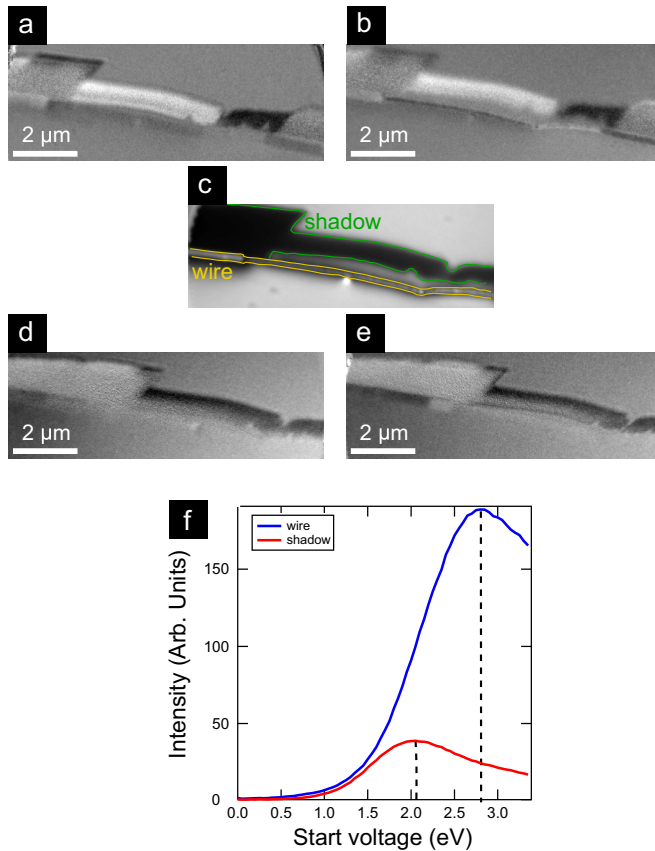 a
2 μm
b
2 μm
c
shadow
wire
d
2 μm
e
2 μm
f
wire
shadow
Intensity (Arb. Units)
150
100
50
0
0.0 0.5 1.0 1.5 2.0 2.5 3.0
Start voltage (eV)